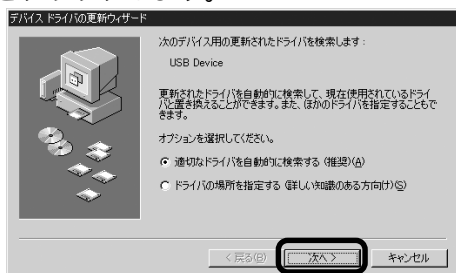 デバイス ドライバの更新ウィザード
次のデバイス用の更新されたドライバを検索します :
USB Device
更新されたドライバを自動的に検索して、現在使用されているドライ
バと置き換えることができます。また、ほかのドライバを指定することもで
きます。
オプションを選択してください。
適切なドライバを自動的に検索する (推奨)(A)
ドライバの場所を指定する (詳しい知識のある方向け)(S)
< 戻る(B)
次へ >
キャンセル